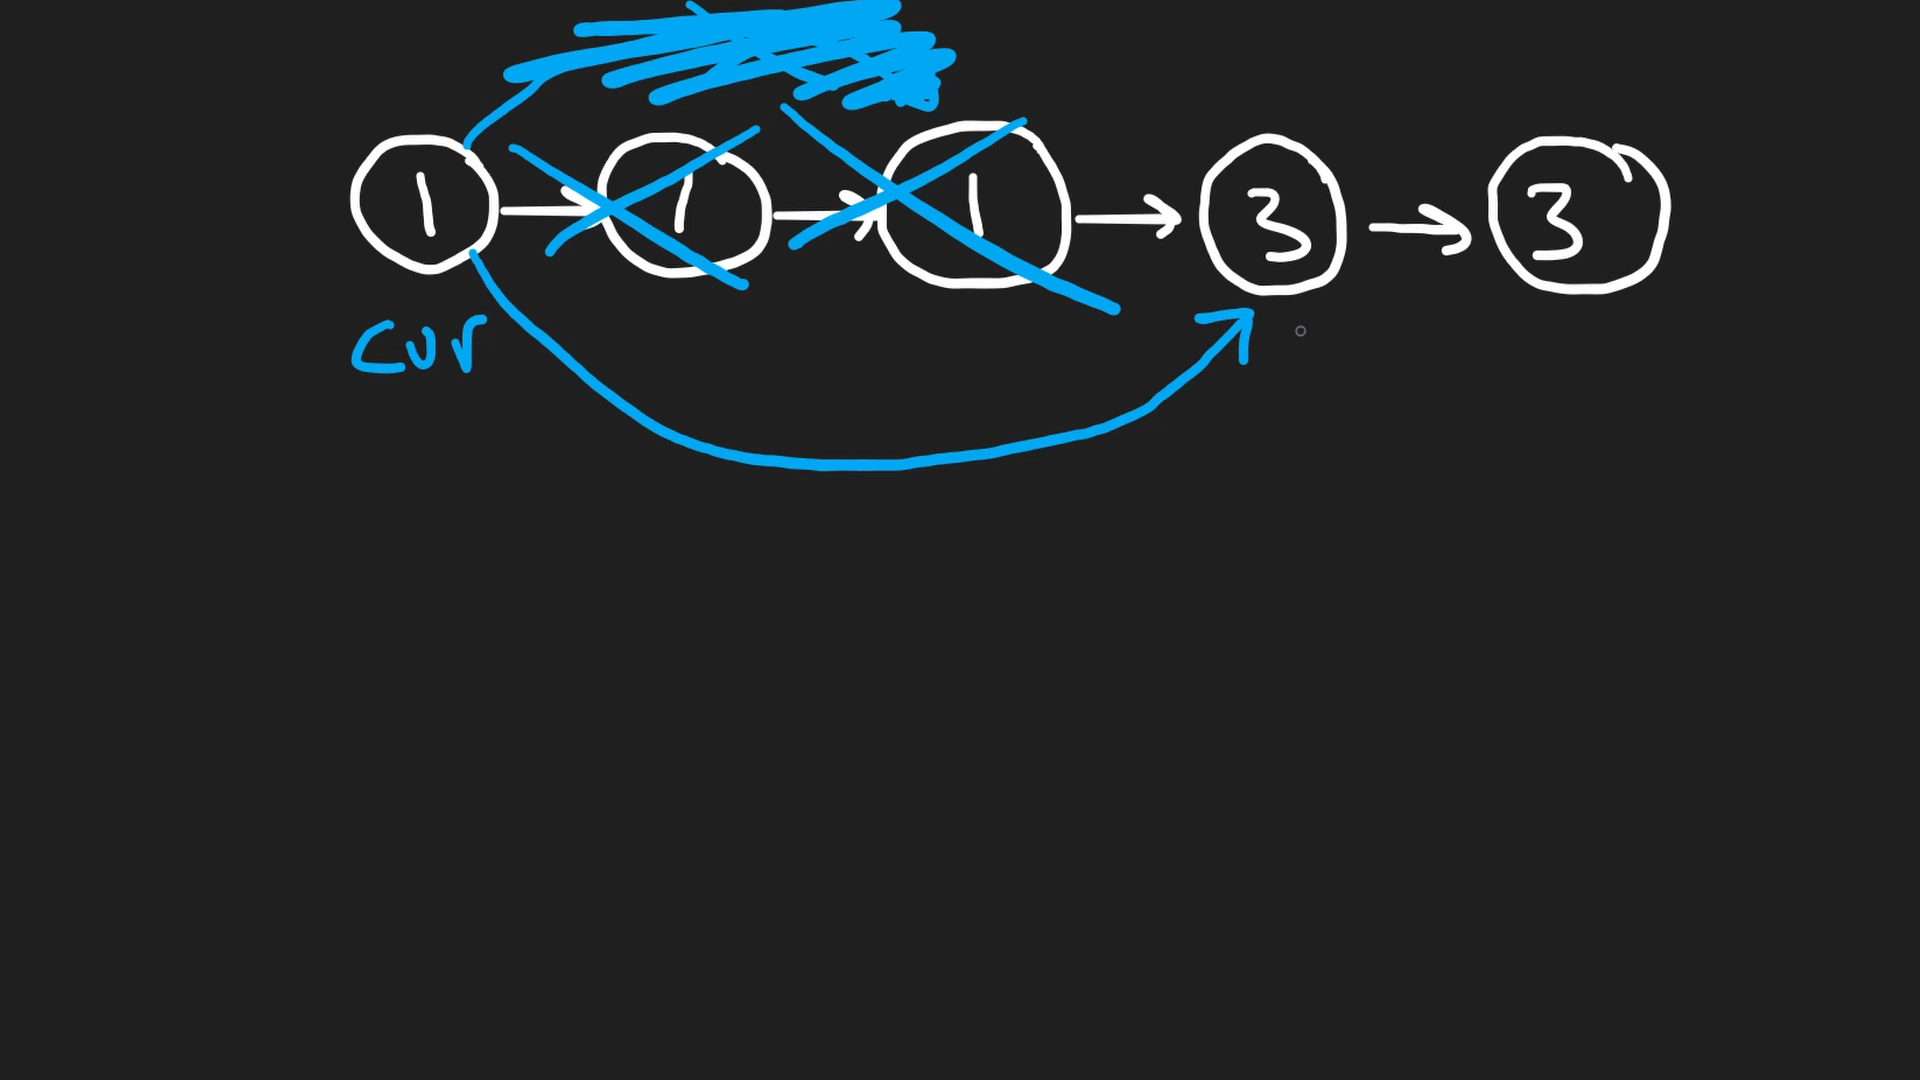 1 → 1 → 1 → 3 → 3
cur